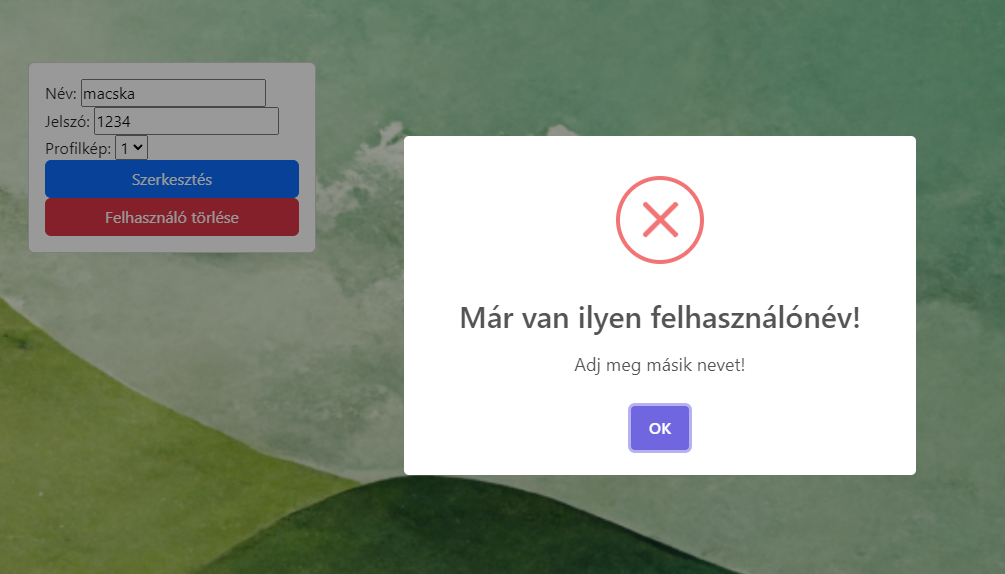 Név: macska
Jelszó: 1234
Profilkép: 1
Szerkesztés
Felhasználó törlése
Már van ilyen felhasználónév!
Adj meg másik nevet!
OK